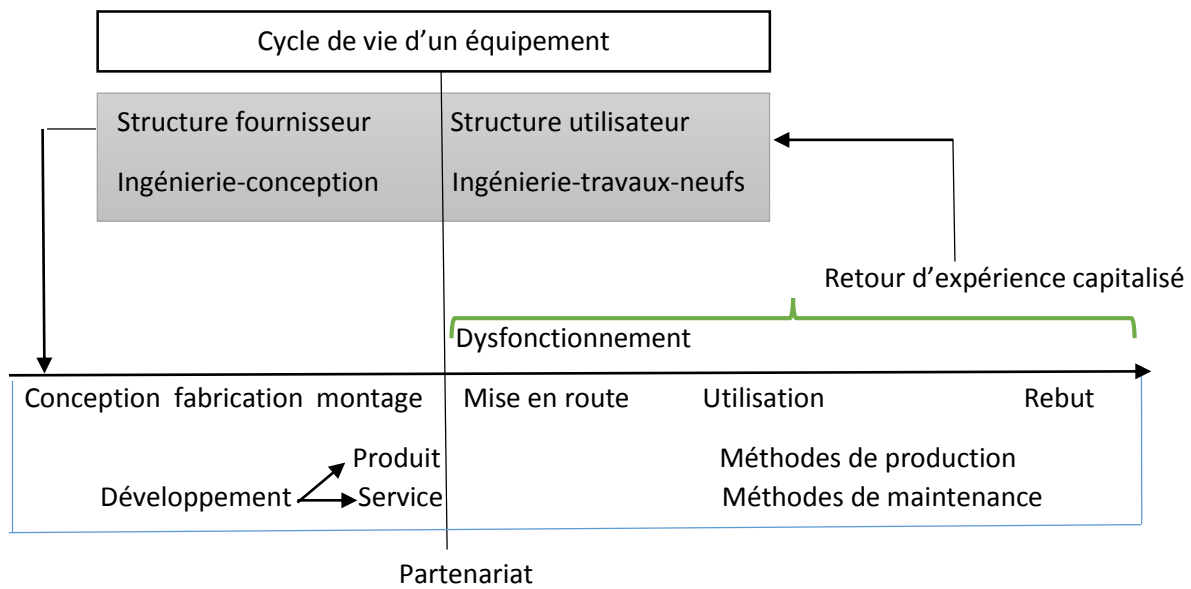 Cycle de vie d’un équipement
Structure fournisseur Structure utilisateur
Ingénierie-conception Ingénierie-travaux-neufs
Retour d’expérience capitalisé
Dysfonctionnement
Conception fabrication montage Mise en route Utilisation Rebut
Produit Méthodes de production
Développement Service Méthodes de maintenance
Partenariat